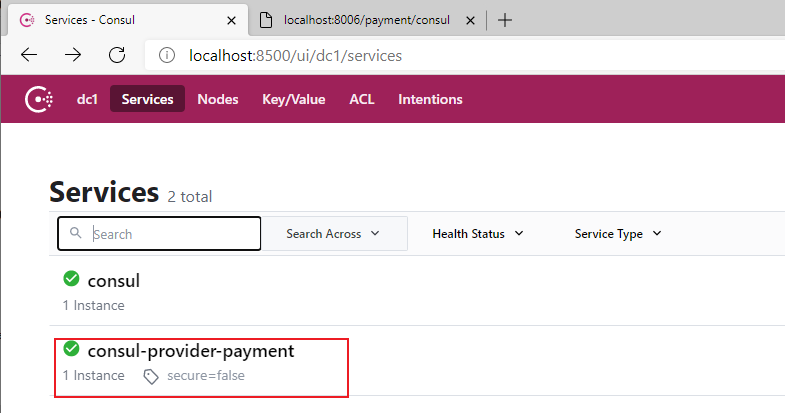 Services - Consul
localhost:8006/payment/consul
localhost:8500/ui/dc1/services
dc1 Services Nodes Key/Value ACL Intentions
Services 2 total
Search Search Across Health Status Service Type
consul
1 Instance
consul-provider-payment
1 Instance secure=false